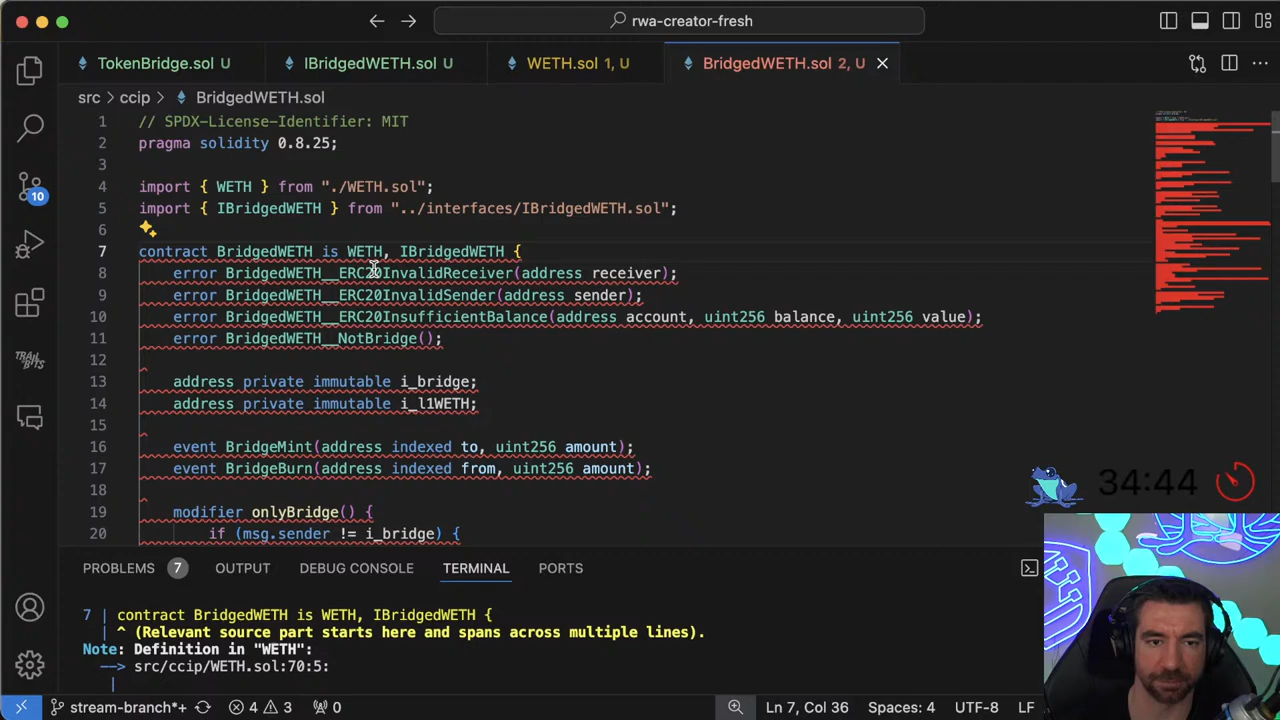 rwa-creator-fresh
TokenBridge.sol U
IBridgedWETH.sol U
WETH.sol 1, U
BridgedWETH.sol 2, U
src > ccip > BridgedWETH.sol
1 // SPDX-License-Identifier: MIT
2 pragma solidity 0.8.25;
3
4 import { WETH } from "./WETH.sol";
5 import { IBridgedWETH } from "../interfaces/IBridgedWETH.sol";
6
7 contract BridgedWETH is WETH, IBridgedWETH {
8 error BridgedWETH__ERC20InvalidReceiver(address receiver);
9 error BridgedWETH__ERC20InvalidSender(address sender);
10 error BridgedWETH__ERC20InsufficientBalance(address account, uint256 balance, uint256 value);
11 error BridgedWETH__NotBridge();
12
13 address private immutable i_bridge;
14 address private immutable i_l1WETH;
15
16 event BridgeMint(address indexed to, uint256 amount);
17 event BridgeBurn(address indexed from, uint256 amount);
18
19 modifier onlyBridge() {
20 if (msg.sender != i_bridge) {
10
TRAIL OF BITS
34:44
PROBLEMS 7 OUTPUT DEBUG CONSOLE TERMINAL PORTS
7 | contract BridgedWETH is WETH, IBridgedWETH {
| ^ (Relevant source part starts here and spans across multiple lines).
Note: Definition in "WETH":
--> src/ccip/WETH.sol:70:5:
|
stream-branch*+ 4 3 0 Ln 7, Col 36 Spaces: 4 UTF-8 LF